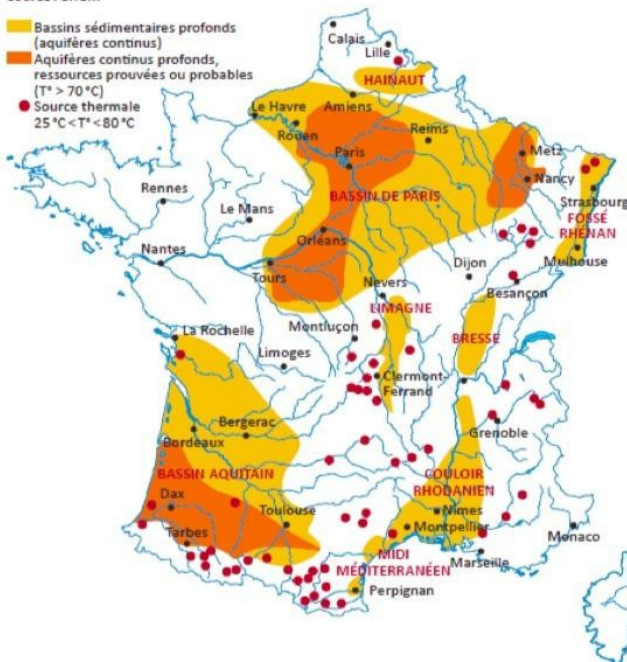 Bassins sédimentaires profonds
(aquifères continus)
Aquifères continus profonds,
ressources prouvées ou probables
(T° > 70 °C)
Source thermale
25 °C < T° < 80 °C
Calais
Lille
HAINAUT
Le Havre
Amiens
Rouen
Reims
Paris
Metz
Nancy
Rennes
BASSIN DE PARIS
Strasbourg
Le Mans
FOSSÉ
RHÉNAN
Orléans
Nantes
Mulhouse
Tours
Dijon
Nevers
Besançon
LIMAGNE
La Rochelle
Montluçon
BRESSE
Limoges
Clermont-
Ferrand
Bergerac
Grenoble
Bordeaux
BASSIN AQUITAIN
COULOIR
RHODANIEN
Dax
Toulouse
Nîmes
Tarbes
Montpellier
Monaco
MIDI
MÉDITERRANÉEN
Marseille
Perpignan